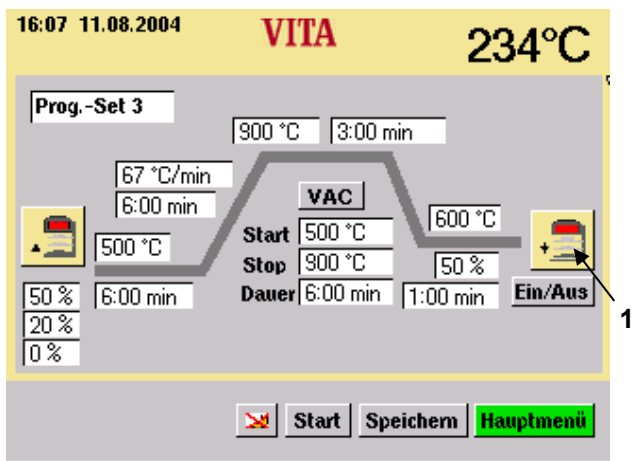 16:07 11.08.2004 VITA 234°C
Prog.-Set 3
900 °C 3:00 min
67 °C/min
6:00 min
VAC
500 °C
Start 500 °C
600 °C
Stop 900 °C
50 %
50 % 6:00 min
Dauer 6:00 min
1:00 min Ein/Aus
20 %
0 %
1
Start Speichern Hauptmenü